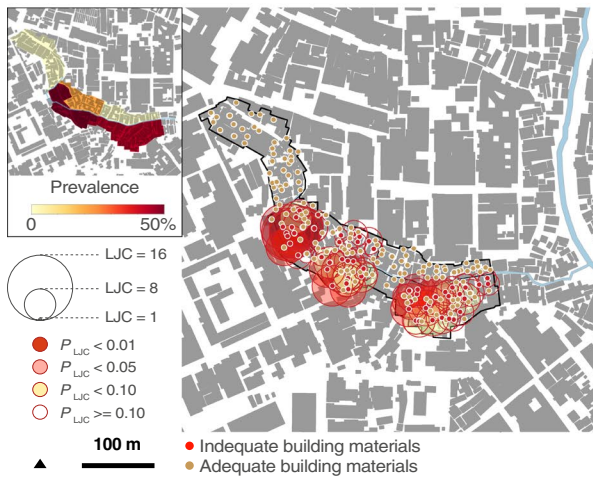 Prevalence
0 50%
LJC = 16
LJC = 8
LJC = 1
P LJC < 0.01
P LJC < 0.05
P LJC < 0.10
P LJC >= 0.10
100 m
Indequate building materials
Adequate building materials